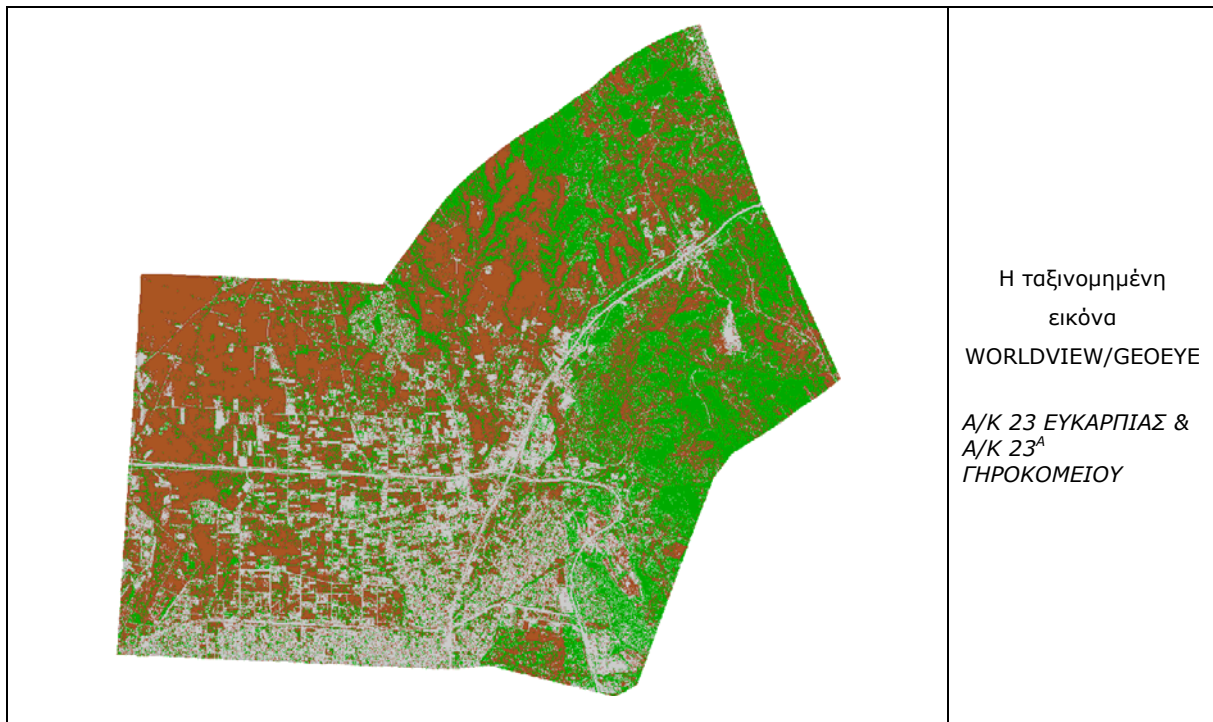 Η ταξινομημένη
εικόνα
WORLDVIEW/GEOEYE
Α/Κ 23 ΕΥΚΑΡΠΙΑΣ &
Α/Κ 23Α
ΓΗΡΟΚΟΜΕΙΟΥ